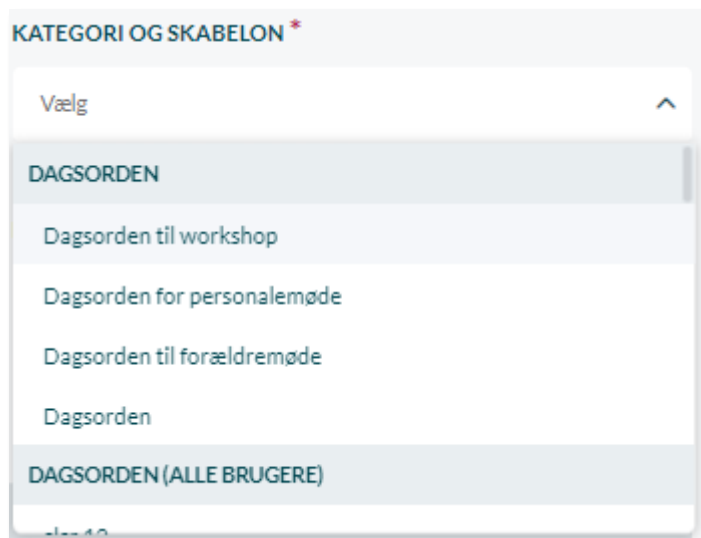 KATEGORI OG SKABELON *
Vælg
DAGSORDEN
Dagsorden til workshop
Dagsorden for personalemøde
Dagsorden til forældremøde
Dagsorden
DAGSORDEN (ALLE BRUGERE)